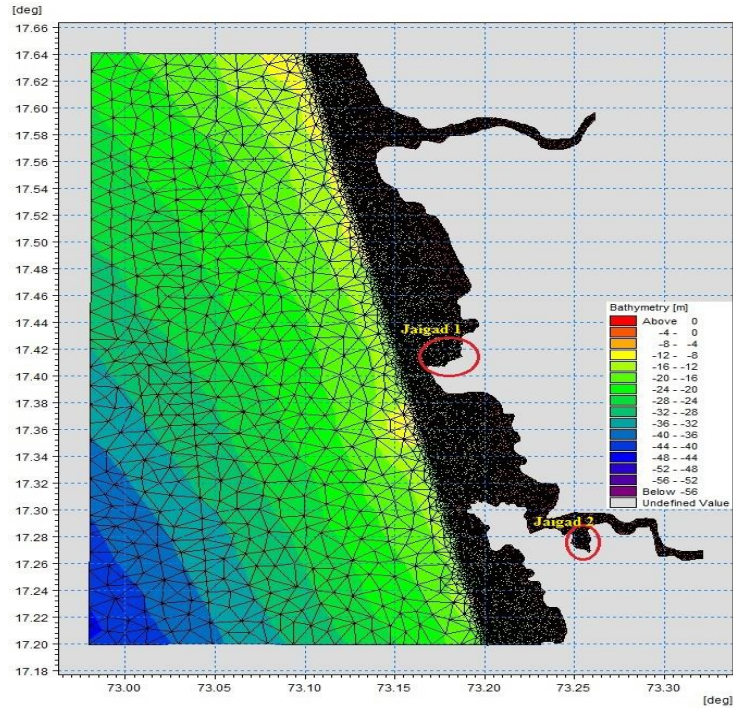 [deg]
17.66
17.64
17.62
17.60
17.58
17.56
17.54
17.52
17.50
17.48
17.46
17.44
17.42
17.40
17.38
17.36
17.34
17.32
17.30
17.28
17.26
17.24
17.22
17.20
17.18
Jaigad 1
Jaigad 2
Bathymetry [m]
Above 0
-4 - 0
-8 - -4
-12 - -8
-16 - -12
-20 - -16
-24 - -20
-28 - -24
-32 - -28
-36 - -32
-40 - -36
-44 - -40
-48 - -44
-52 - -48
-56 - -52
Below -56
Undefined Value
73.00 73.05 73.10 73.15 73.20 73.25 73.30
[deg]